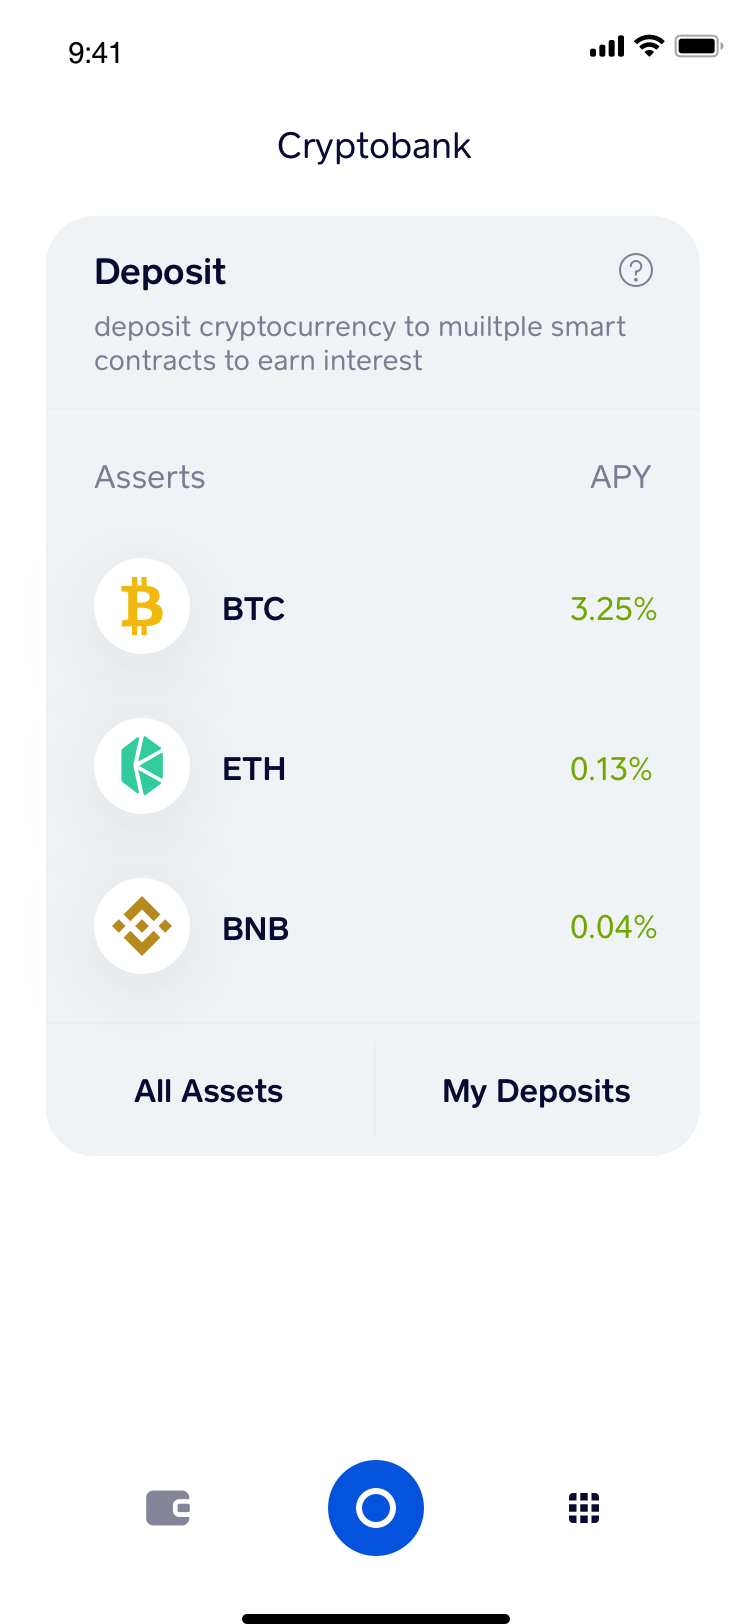 9:41
Cryptobank
Deposit
deposit cryptocurrency to muiltple smart
contracts to earn interest
Asserts APY
BTC 3.25%
ETH 0.13%
BNB 0.04%
All Assets My Deposits